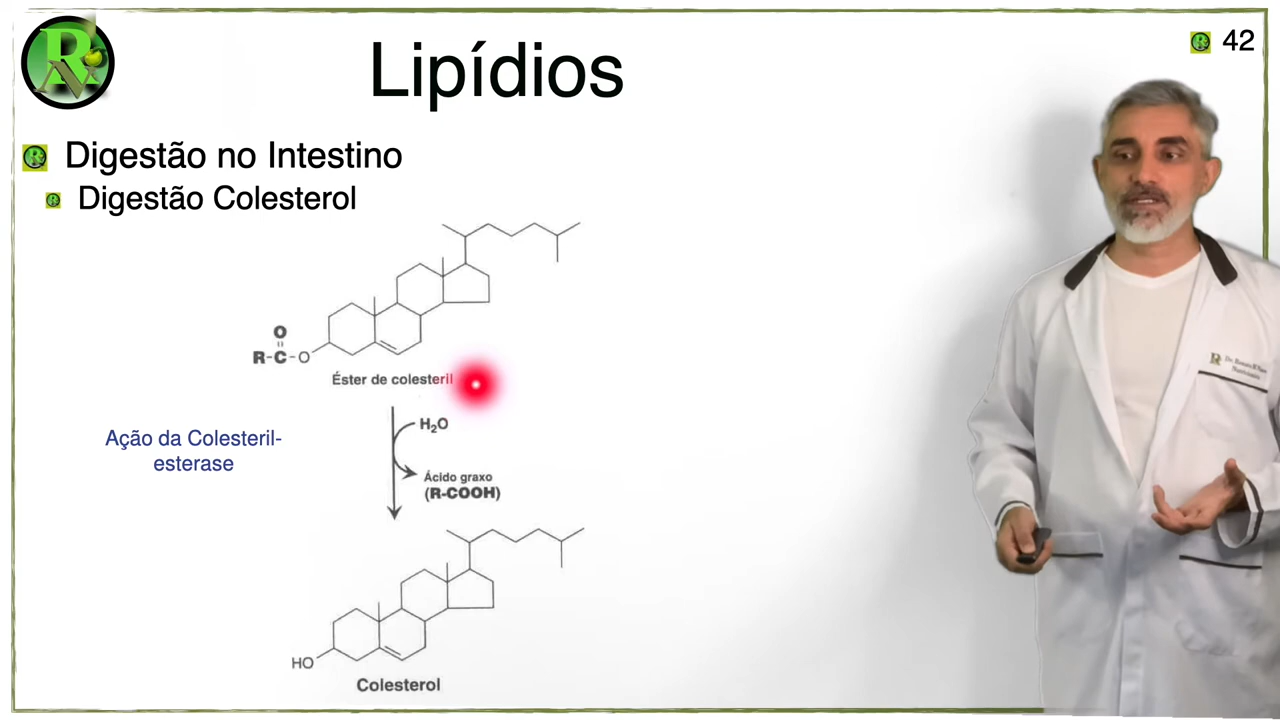 Lipídios
42
Digestão no Intestino
Digestão Colesterol
O
R-C-O
Éster de colesteril
H₂O
Ação da Colesteril-
esterase
Ácido graxo
(R-COOH)
HO
Colesterol
Nutricionista